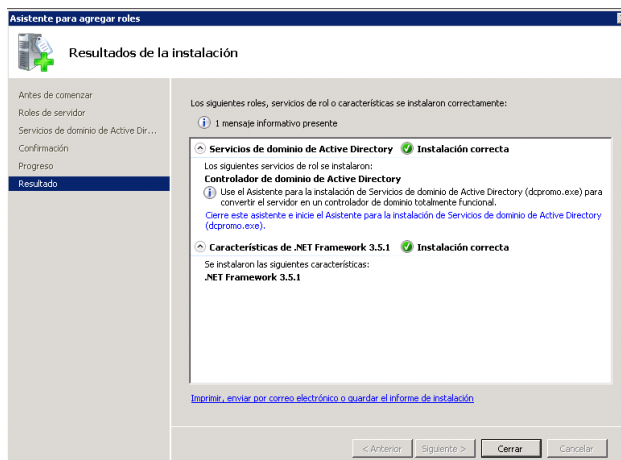 Asistente para agregar roles
Resultados de la instalación
Antes de comenzar
Roles de servidor
Servicios de dominio de Active Dir...
Confirmación
Progreso
Resultado
Los siguientes roles, servicios de rol o características se instalaron correctamente:
1 mensaje informativo presente
Servicios de dominio de Active Directory Instalación correcta
Los siguientes servicios de rol se instalaron:
Controlador de dominio de Active Directory
Use el Asistente para la instalación de Servicios de dominio de Active Directory (dcpromo.exe) para
convertir el servidor en un controlador de dominio totalmente funcional.
Cierre este asistente e inicie el Asistente para la instalación de Servicios de dominio de Active Directory
(dcpromo.exe).
Características de .NET Framework 3.5.1 Instalación correcta
Se instalaron las siguientes características:
.NET Framework 3.5.1
Imprimir, enviar por correo electrónico o guardar el informe de instalación
< Anterior Siguiente > Cerrar Cancelar